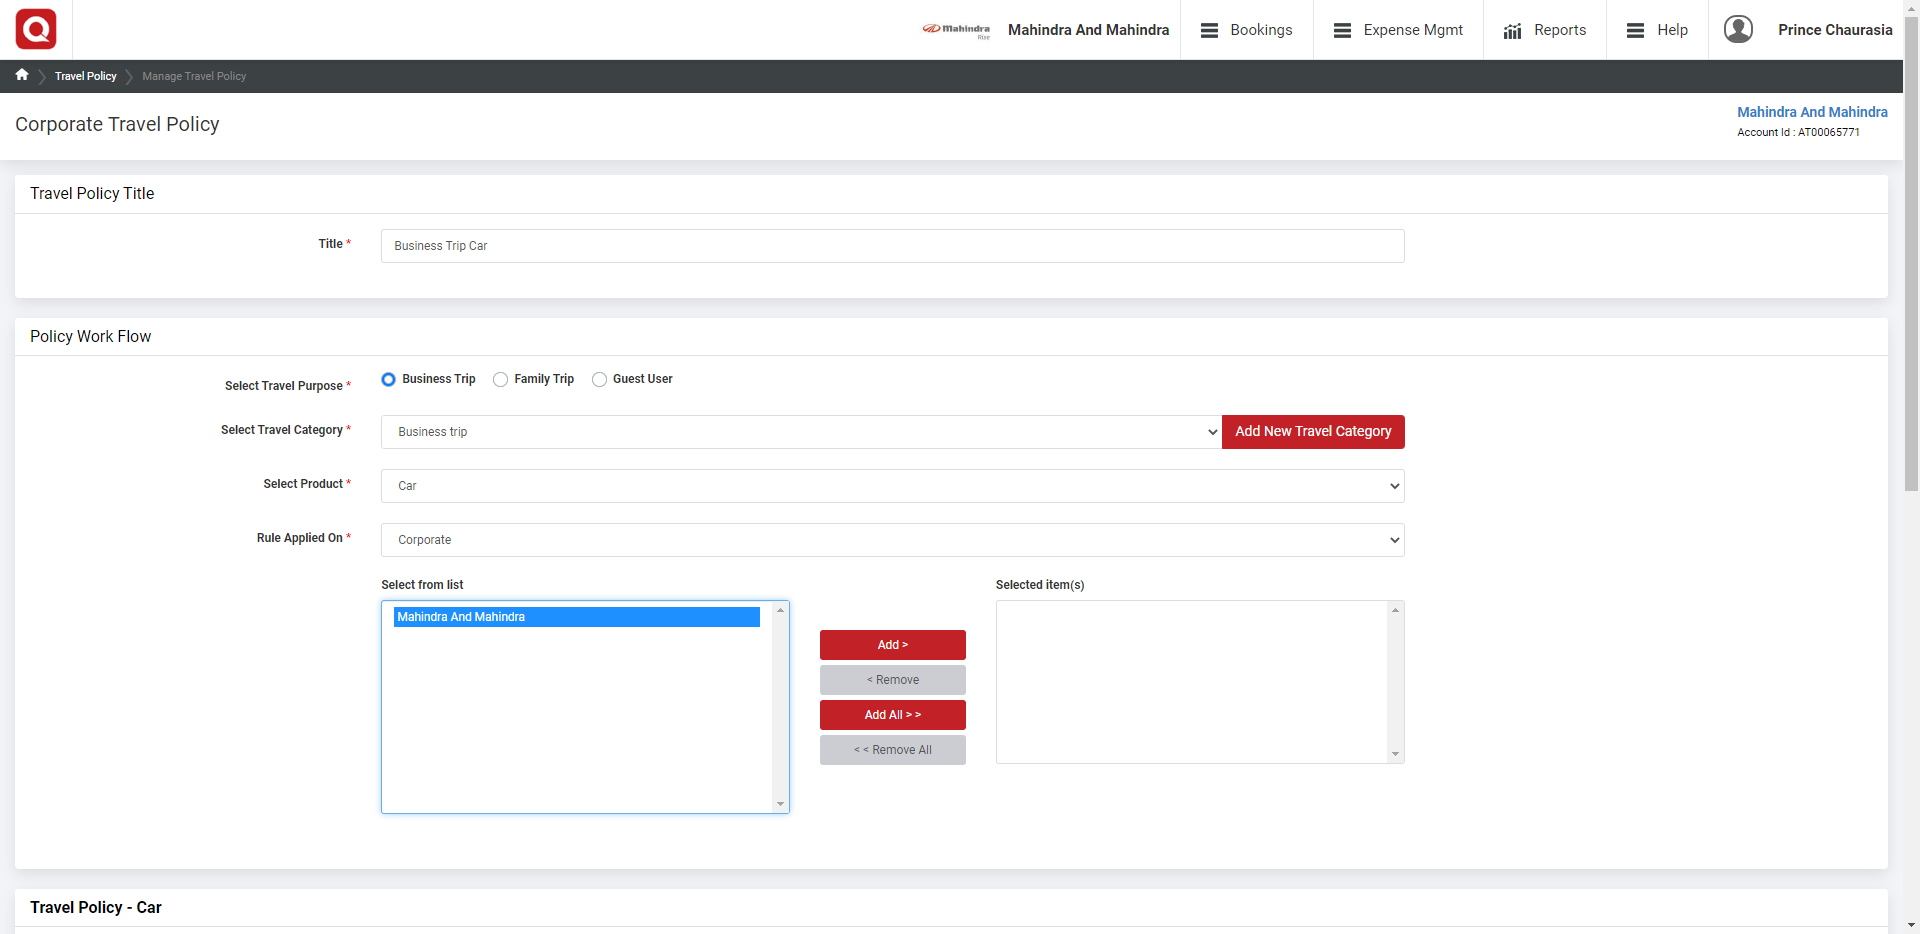 Q mahindra Rise Mahindra And Mahindra Bookings Expense Mgmt Reports Help Prince Chaurasia
Travel Policy Manage Travel Policy
Corporate Travel Policy
Mahindra And Mahindra
Account Id : AT00065771
Travel Policy Title
Title * Business Trip Car
Policy Work Flow
Select Travel Purpose * Business Trip Family Trip Guest User
Select Travel Category * Business trip Add New Travel Category
Select Product * Car
Rule Applied On * Corporate
Select from list Selected item(s)
Mahindra And Mahindra
Add >
< Remove
Add All > >
< < Remove All
Travel Policy - Car